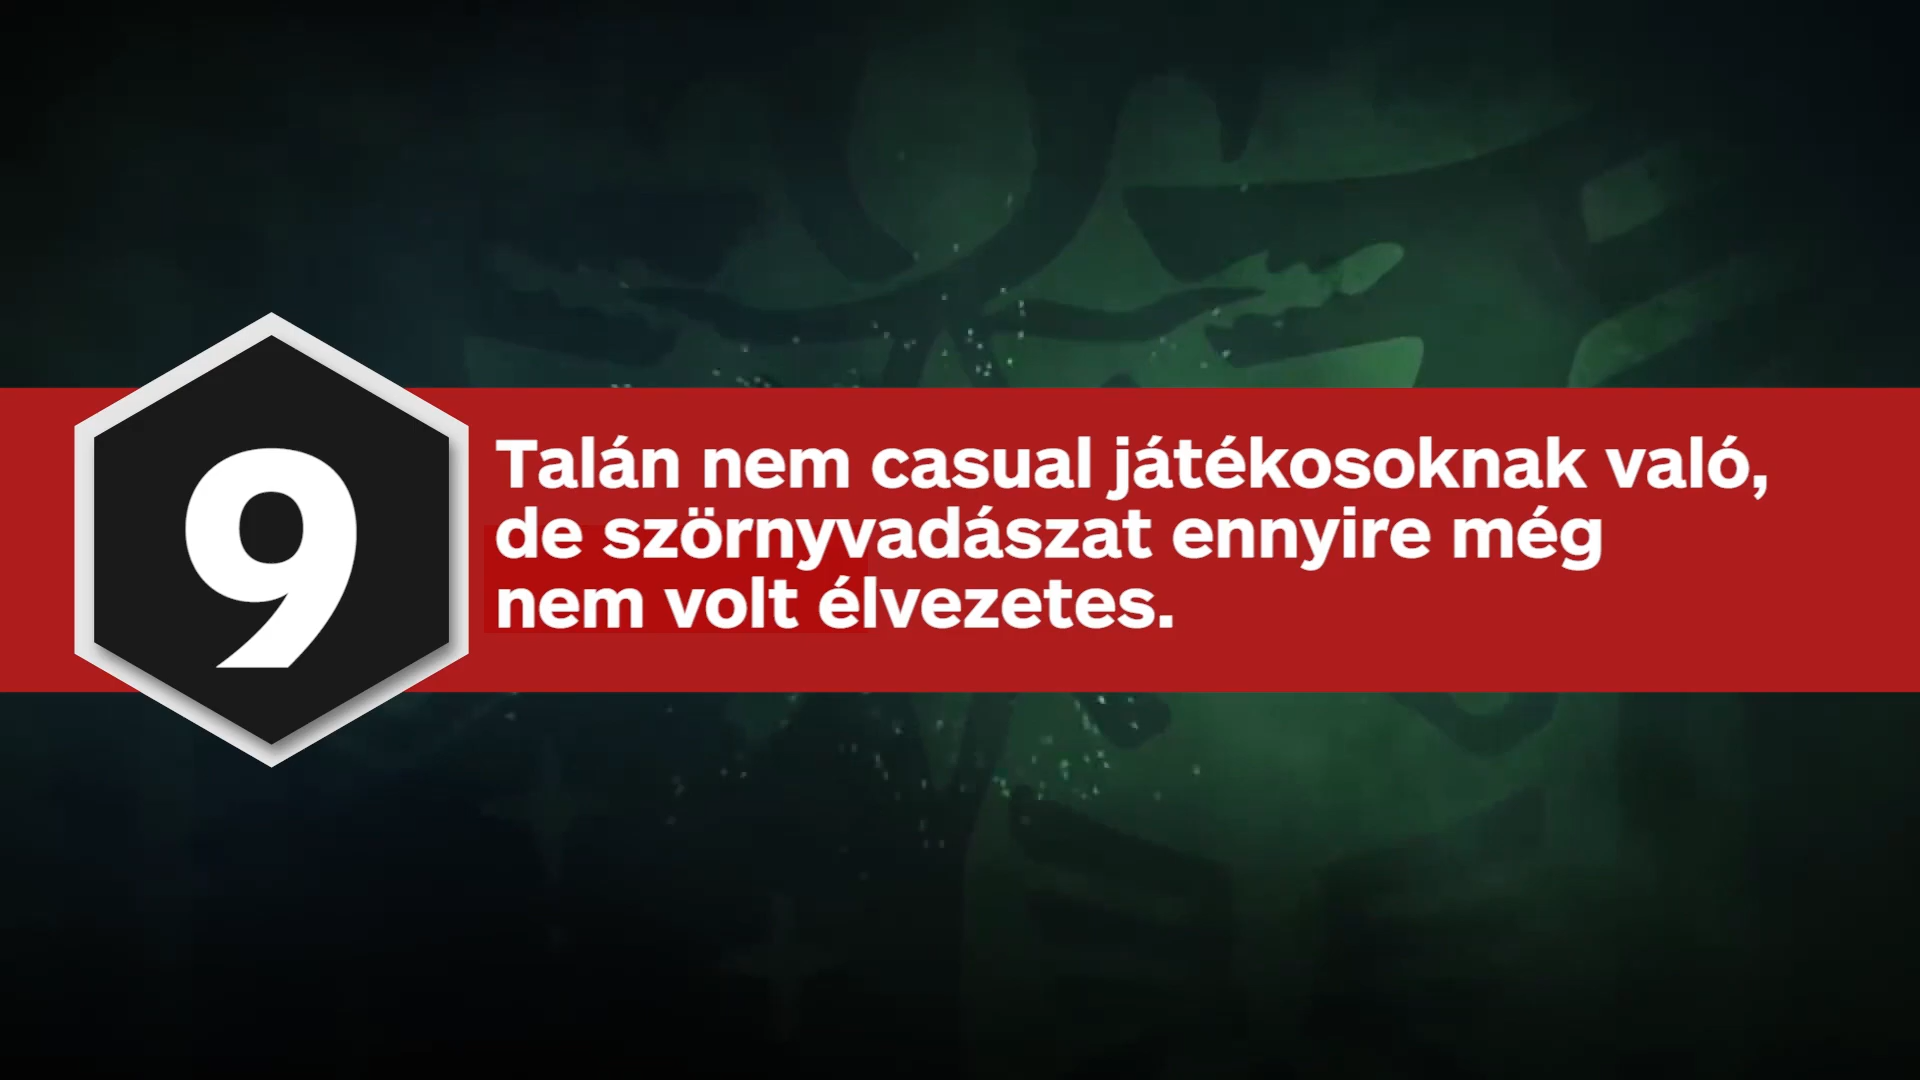 9
Talán nem casual játékosoknak való,
de szörnyvadászat ennyire még
nem volt élvezetes.